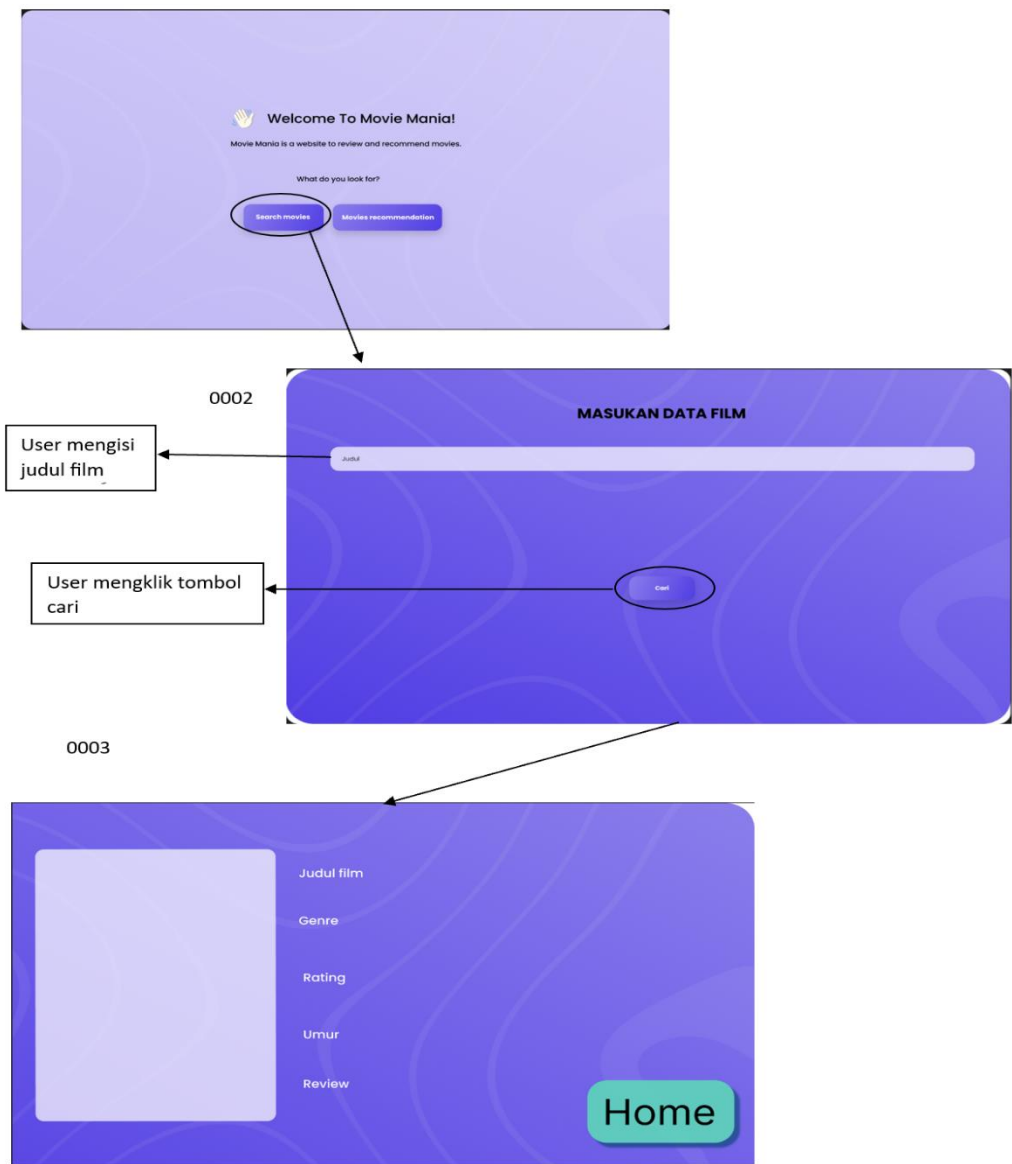 Welcome To Movie Mania!
Movie Mania is a website to review and recommend movies.
What do you look for?
Search movies
Movies recommendation
0002
MASUKAN DATA FILM
User mengisi
judul film
Judul
User mengklik tombol
cari
Cari
0003
Judul film
Genre
Rating
Umur
Review
Home